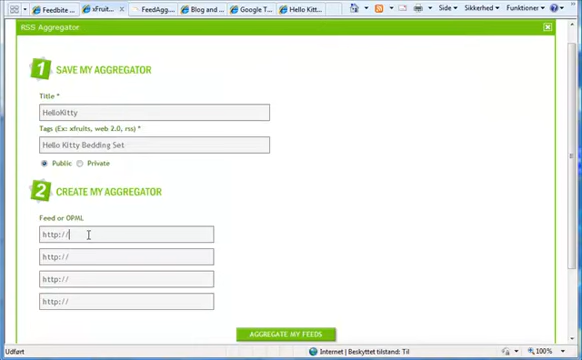 Feedbite ...
xFruit...
FeedAgg...
Blog and ...
Google T...
Hello Kitt...
Side
Sikkerhed
Funktioner
RSS Aggregator
1 SAVE MY AGGREGATOR
Title *
HelloKitty
Tags (Ex: xfruits, web 2.0, rss) *
Hello Kitty Bedding Set
Public
Private
2 CREATE MY AGGREGATOR
Feed or OPML
http://
http://
http://
http://
AGGREGATE MY FEEDS
Udført
Internet | Beskyttet tilstand: Til
100%